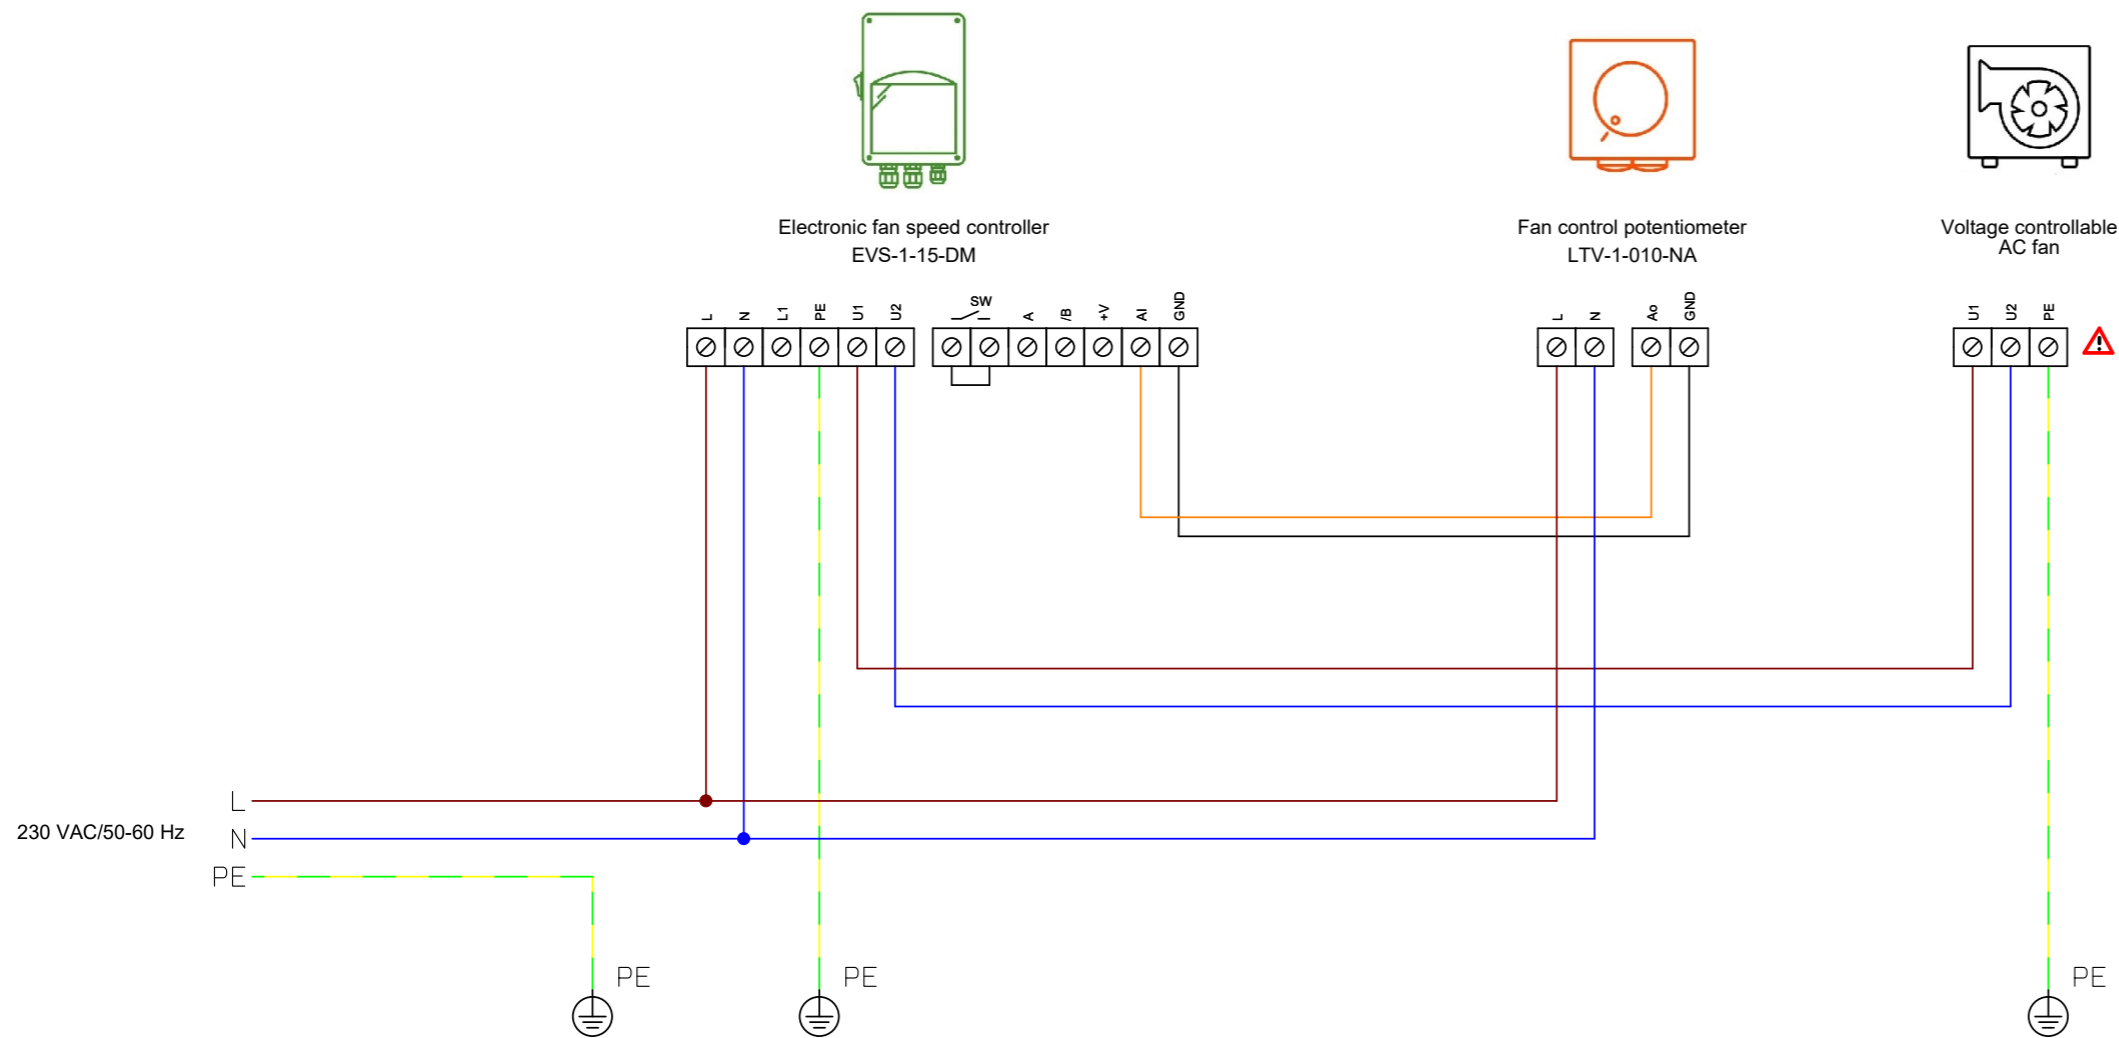 Electronic fan speed controller
EVS-1-15-DM
Fan control potentiometer
LTV-1-010-NA
Voltage controllable
AC fan
L N L1 PE U1 U2 SW A /B +V AI GND
L N Ao GND
U1 U2 PE
L
230 VAC/50-60 Hz
N
PE
PE
PE
PE